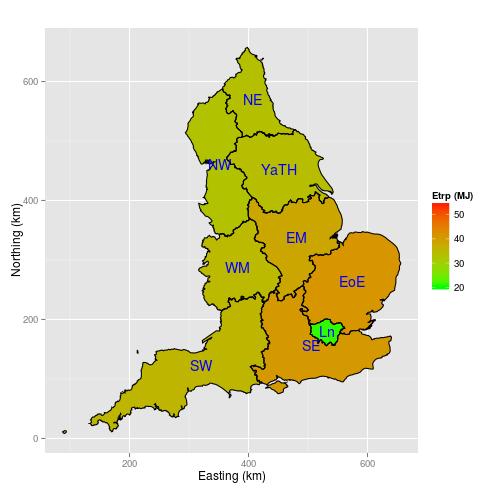 NE
NW
YaTH
EM
WM
EoE
Ln
SE
SW
600
400
200
0
200
400
600
Northing (km)
Easting (km)
Etrp (MJ)
50
40
30
20